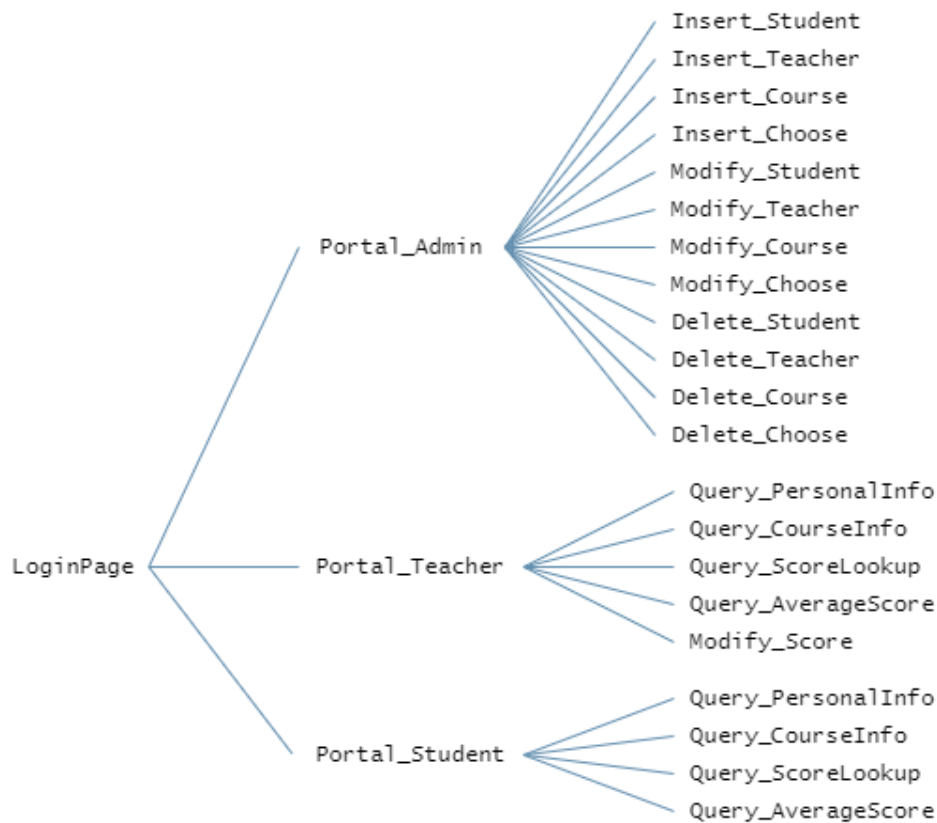 Insert_Student
Insert_Teacher
Insert_Course
Insert_Choose
Modify_Student
Modify_Teacher
Portal_Admin
Modify_Course
Modify_Choose
Delete_Student
Delete_Teacher
Delete_Course
Delete_Choose
Query_PersonalInfo
Query_CourseInfo
LoginPage
Portal_Teacher
Query_ScoreLookup
Query_AverageScore
Modify_Score
Query_PersonalInfo
Query_CourseInfo
Portal_Student
Query_ScoreLookup
Query_AverageScore